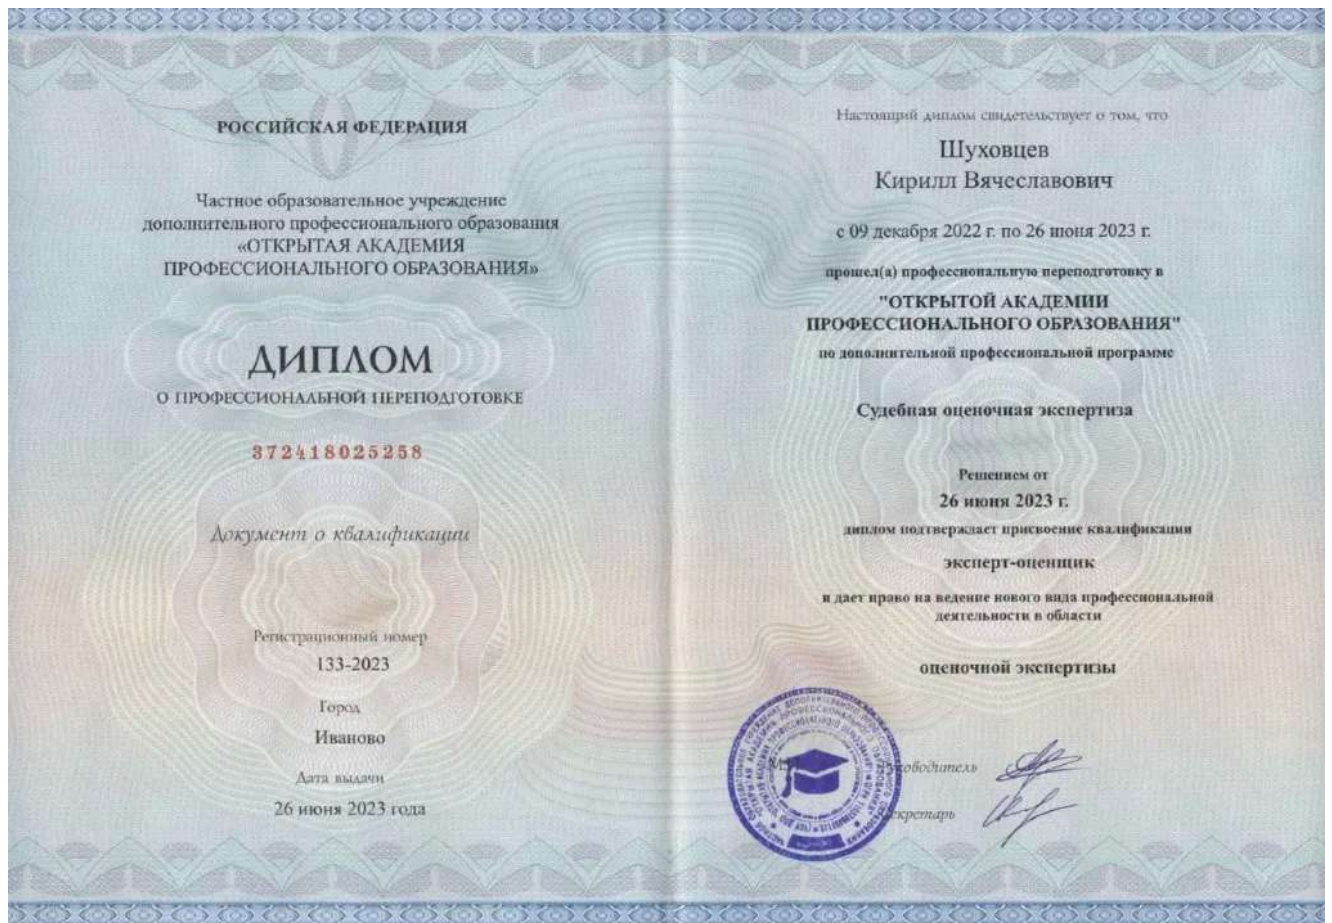 РОССИЙСКАЯ ФЕДЕРАЦИЯ
Частное образовательное учреждение
дополнительного профессионального образования
«ОТКРЫТАЯ АКАДЕМИЯ
ПРОФЕССИОНАЛЬНОГО ОБРАЗОВАНИЯ»
ДИПЛОМ
О ПРОФЕССИОНАЛЬНОЙ ПЕРЕПОДГОТОВКЕ
372418025258
Документ о квалификации
Регистрационный номер
133-2023
Город
Иваново
Дата выдачи
26 июня 2023 года
Настоящий диплом свидетельствует о том, что
Шуховцев
Кирилл Вячеславович
с 09 декабря 2022 г. по 26 июня 2023 г.
прошел(а) профессиональную переподготовку в
"ОТКРЫТОЙ АКАДЕМИИ
ПРОФЕССИОНАЛЬНОГО ОБРАЗОВАНИЯ"
по дополнительной профессиональной программе
Судебная оценочная экспертиза
Решением от
26 июня 2023 г.
диплом подтверждает присвоение квалификации
эксперт-оценщик
и дает право на ведение нового вида профессиональной
деятельности в области
оценочной экспертизы
Руководитель
Секретарь